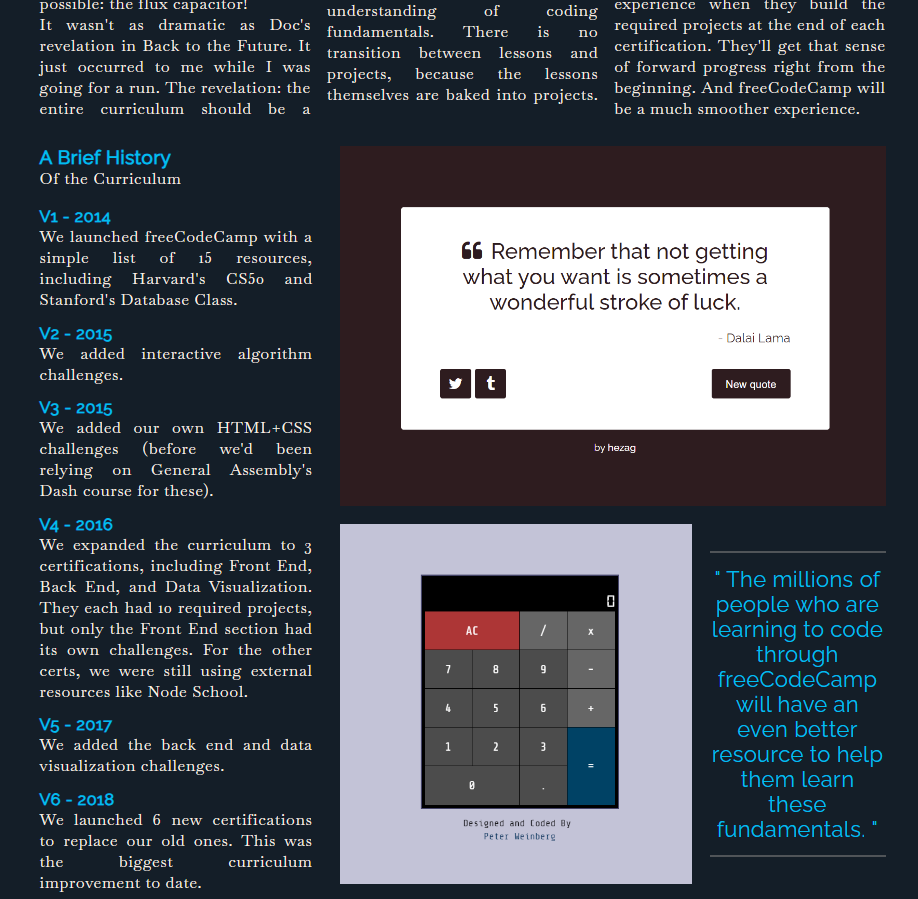 possible: the flux capacitor!
It wasn't as dramatic as Doc's
revelation in Back to the Future. It
just occurred to me while I was
going for a run. The revelation: the
entire curriculum should be a
understanding of coding
fundamentals. There is no
transition between lessons and
projects, because the lessons
themselves are baked into projects.
experience when they build the
required projects at the end of each
certification. They'll get that sense
of forward progress right from the
beginning. And freeCodeCamp will
be a much smoother experience.
A Brief History
Of the Curriculum
V1 - 2014
We launched freeCodeCamp with a
simple list of 15 resources,
including Harvard's CS50 and
Stanford's Database Class.
V2 - 2015
We added interactive algorithm
challenges.
V3 - 2015
We added our own HTML+CSS
challenges (before we'd been
relying on General Assembly's
Dash course for these).
V4 - 2016
We expanded the curriculum to 3
certifications, including Front End,
Back End, and Data Visualization.
They each had 10 required projects,
but only the Front End section had
its own challenges. For the other
certs, we were still using external
resources like Node School.
V5 - 2017
We added the back end and data
visualization challenges.
V6 - 2018
We launched 6 new certifications
to replace our old ones. This was
the biggest curriculum
improvement to date.
❝ Remember that not getting
what you want is sometimes a
wonderful stroke of luck.
- Dalai Lama
New quote
by hezag
0
AC / x
7 8 9 -
4 5 6 +
1 2 3 =
0 .
Designed and Coded By
Peter Weinberg
" The millions of
people who are
learning to code
through
freeCodeCamp
will have an
even better
resource to help
them learn
these
fundamentals. "